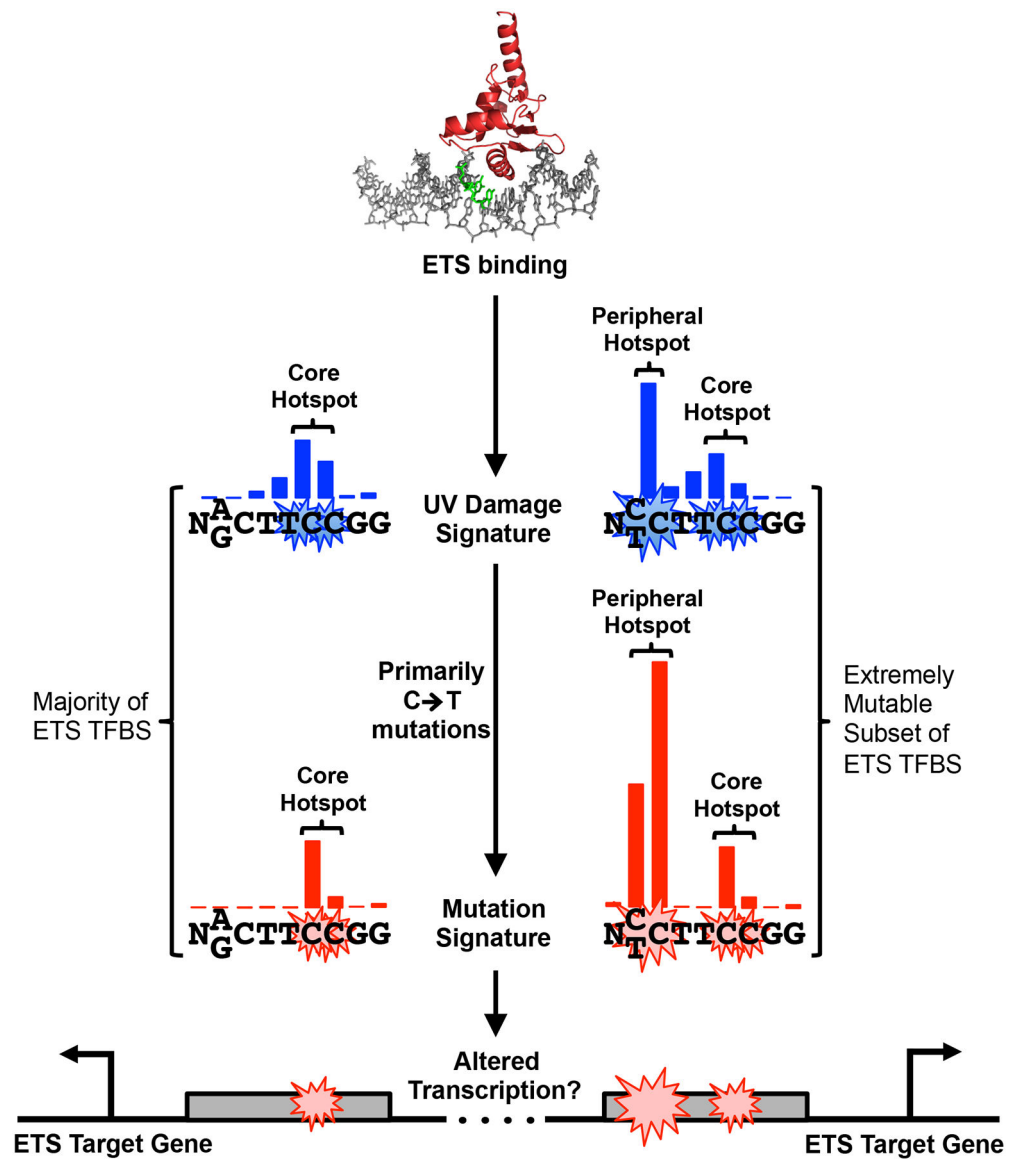 ETS binding
Peripheral
Hotspot
Core
Hotspot
Core
Hotspot
UV Damage
Signature
N A/G CTTCCGG
N C/T CTTCCGG
Peripheral
Hotspot
Primarily
C→T
mutations
Majority of
ETS TFBS
Extremely
Mutable
Subset of
ETS TFBS
Core
Hotspot
Core
Hotspot
Mutation
Signature
N A/G CTTCCGG
N C/T CTTCCGG
Altered
Transcription?
ETS Target Gene
ETS Target Gene